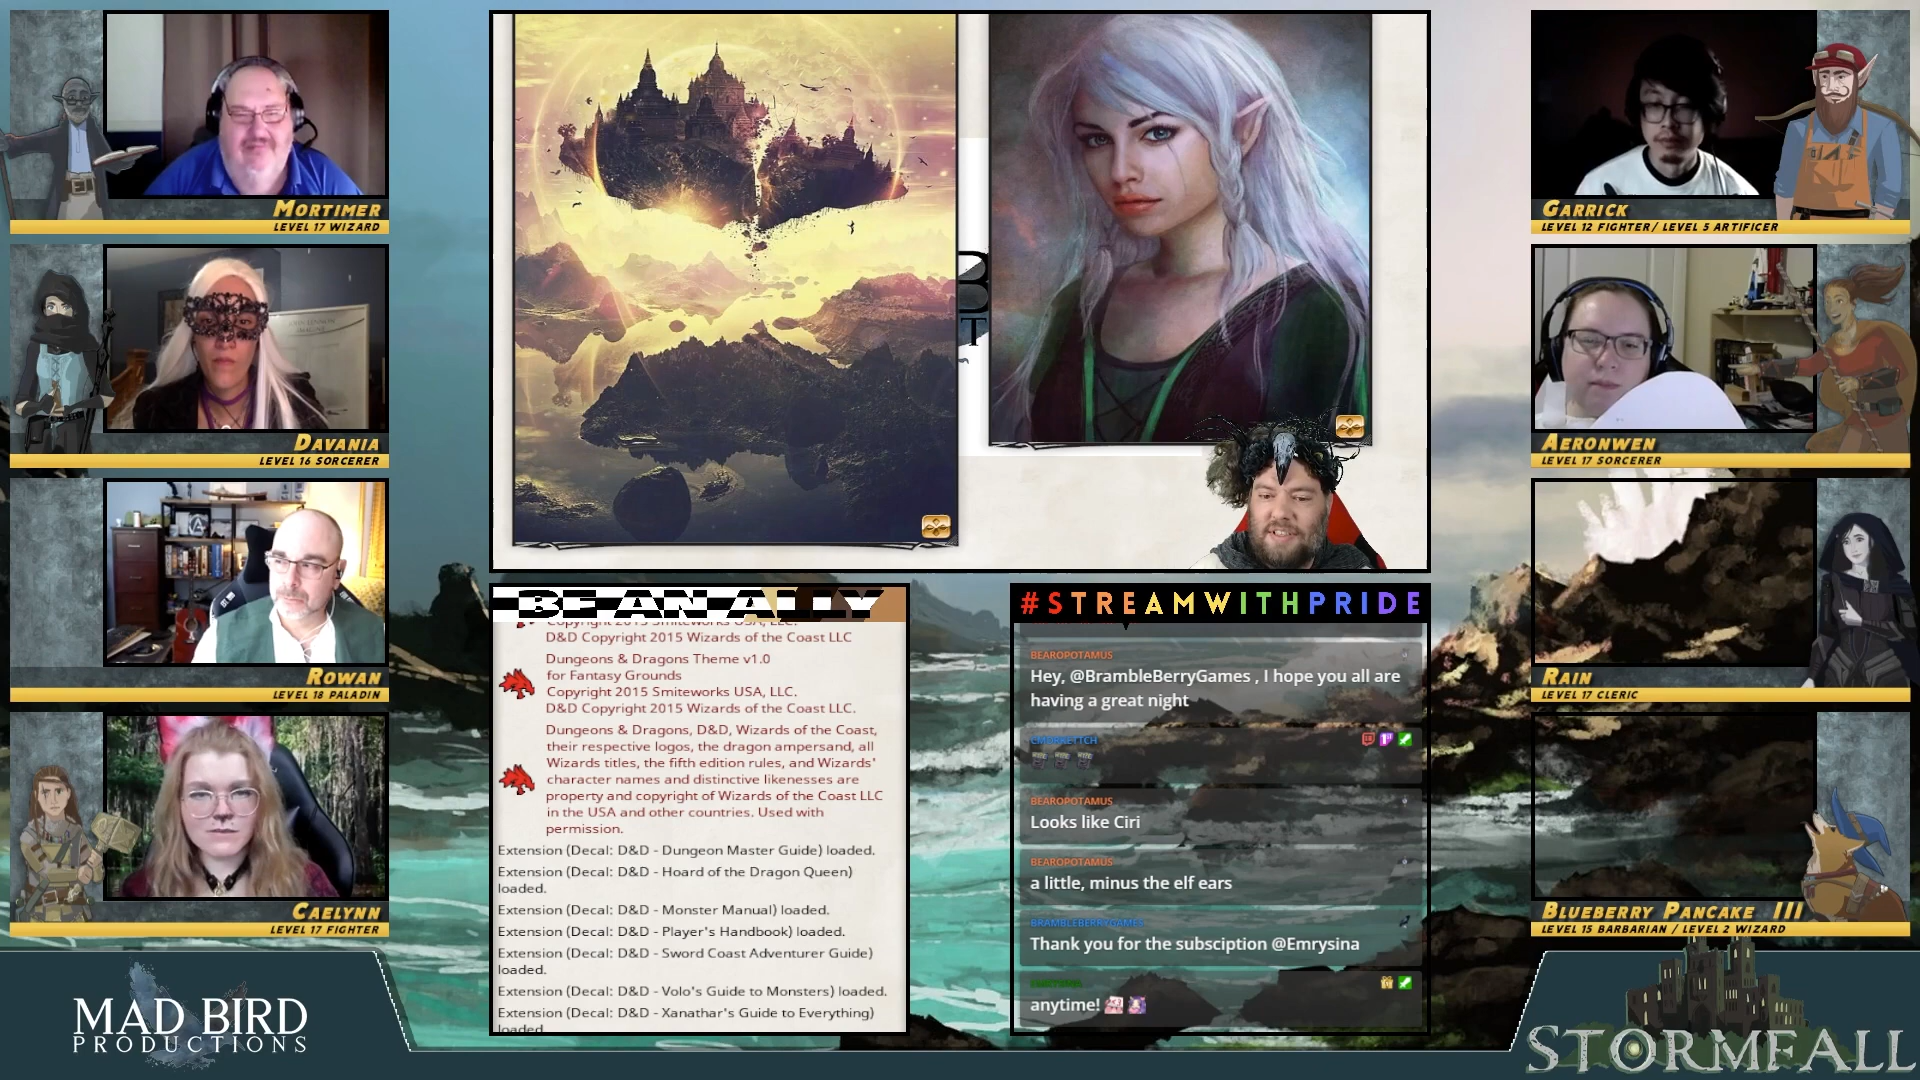 MORTIMER
LEVEL 17 WIZARD
DAVANIA
LEVEL 16 SORCERER
ROWAN
LEVEL 18 PALADIN
CAELYNN
LEVEL 17 FIGHTER
MAD BIRD
PRODUCTIONS
BE AN ALLY
Copyright 2015 Smiteworks USA, LLC.
D&D Copyright 2015 Wizards of the Coast LLC
Dungeons & Dragons Theme v1.0
for Fantasy Grounds
Copyright 2015 Smiteworks USA, LLC.
D&D Copyright 2015 Wizards of the Coast LLC.
Dungeons & Dragons, D&D, Wizards of the Coast,
their respective logos, the dragon ampersand, all
Wizards titles, the fifth edition rules, and Wizards'
character names and distinctive likenesses are
property and copyright of Wizards of the Coast LLC
in the USA and other countries. Used with
permission.
Extension (Decal: D&D - Dungeon Master Guide) loaded.
Extension (Decal: D&D - Hoard of the Dragon Queen)
loaded.
Extension (Decal: D&D - Monster Manual) loaded.
Extension (Decal: D&D - Player's Handbook) loaded.
Extension (Decal: D&D - Sword Coast Adventurer Guide)
loaded.
Extension (Decal: D&D - Volo's Guide to Monsters) loaded.
Extension (Decal: D&D - Xanathar's Guide to Everything)
loaded.
#STREAMWITHPRIDE
BEAROPOTAMUS
Hey, @BrambleBerryGames , I hope you all are
having a great night
BEAROPOTAMUS
Looks like Ciri
BEAROPOTAMUS
a little, minus the elf ears
BRAMBLEBERRYGAMES
Thank you for the subsciption @Emrysina
EMRYSINA
anytime!
GARRICK
LEVEL 12 FIGHTER/ LEVEL 5 ARTIFICER
AERONWEN
LEVEL 17 SORCERER
RAIN
LEVEL 17 CLERIC
BLUEBERRY PANCAKE III
LEVEL 15 BARBARIAN / LEVEL 2 WIZARD
STORMFALL